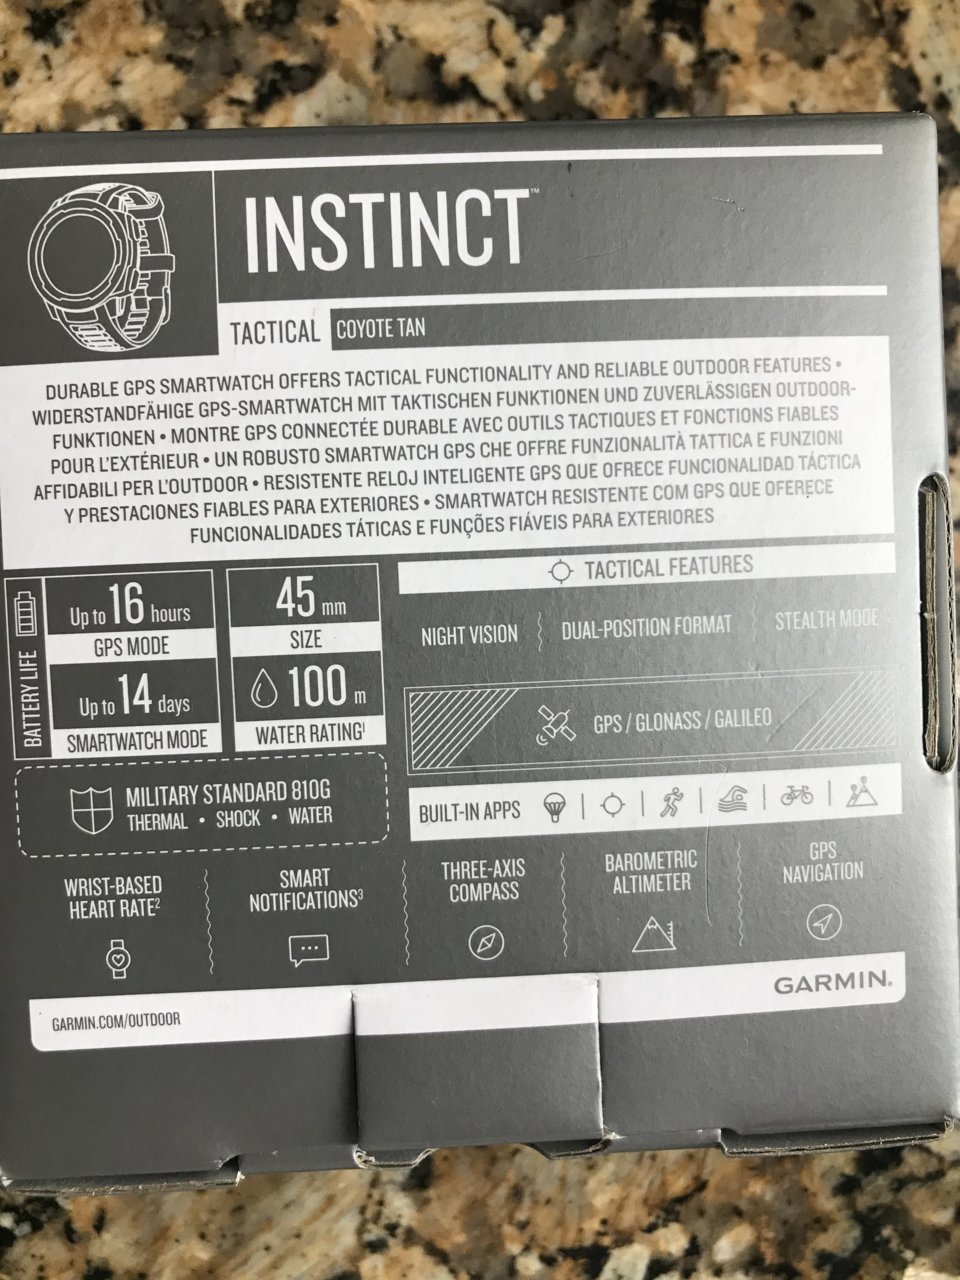 INSTINCT™
TACTICAL COYOTE TAN
DURABLE GPS SMARTWATCH OFFERS TACTICAL FUNCTIONALITY AND RELIABLE OUTDOOR FEATURES •
WIDERSTANDFÄHIGE GPS-SMARTWATCH MIT TAKTISCHEN FUNKTIONEN UND ZUVERLÄSSIGEN OUTDOOR-
FUNKTIONEN • MONTRE GPS CONNECTÉE DURABLE AVEC OUTILS TACTIQUES ET FONCTIONS FIABLES
POUR L'EXTÉRIEUR • UN ROBUSTO SMARTWATCH GPS CHE OFFRE FUNZIONALITÀ TATTICA E FUNZIONI
AFFIDABILI PER L'OUTDOOR • RESISTENTE RELOJ INTELIGENTE GPS QUE OFRECE FUNCIONALIDAD TÁCTICA
Y PRESTACIONES FIABLES PARA EXTERIORES • SMARTWATCH RESISTENTE COM GPS QUE OFERECE
FUNCIONALIDADES TÁTICAS E FUNÇÕES FIÁVEIS PARA EXTERIORES
BATTERY LIFE
Up to 16 hours
GPS MODE
Up to 14 days
SMARTWATCH MODE
45 mm
SIZE
100 m
WATER RATING¹
TACTICAL FEATURES
NIGHT VISION
DUAL-POSITION FORMAT
STEALTH MODE
GPS / GLONASS / GALILEO
MILITARY STANDARD 810G
THERMAL • SHOCK • WATER
BUILT-IN APPS
WRIST-BASED
HEART RATE²
SMART
NOTIFICATIONS³
THREE-AXIS
COMPASS
BAROMETRIC
ALTIMETER
GPS
NAVIGATION
GARMIN.COM/OUTDOOR
GARMIN®